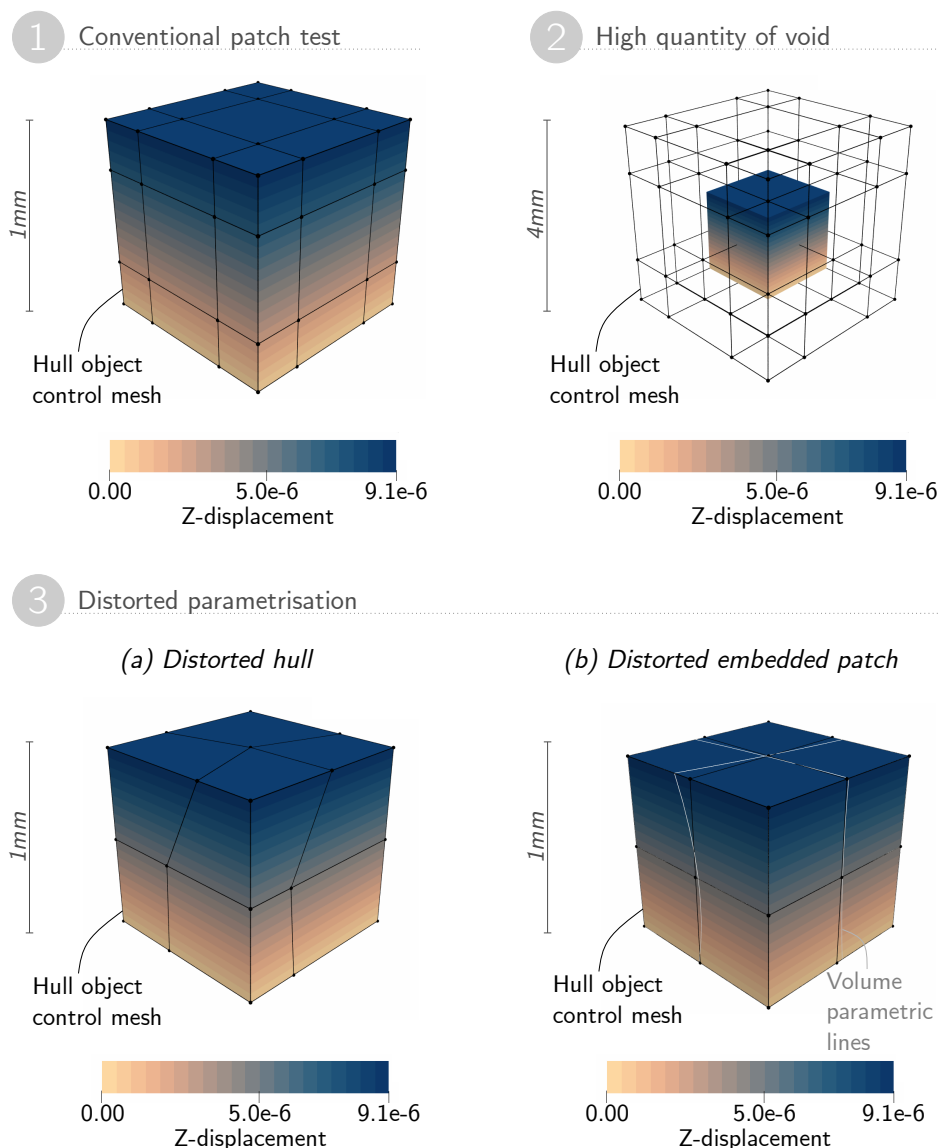 1 Conventional patch test
2 High quantity of void
1mm
4mm
Hull object
control mesh
Hull object
control mesh
0.00 5.0e-6 9.1e-6
Z-displacement
0.00 5.0e-6 9.1e-6
Z-displacement
3 Distorted parametrisation
(a) Distorted hull
(b) Distorted embedded patch
1mm
1mm
Hull object
control mesh
Hull object
control mesh
Volume
parametric
lines
0.00 5.0e-6 9.1e-6
Z-displacement
0.00 5.0e-6 9.1e-6
Z-displacement